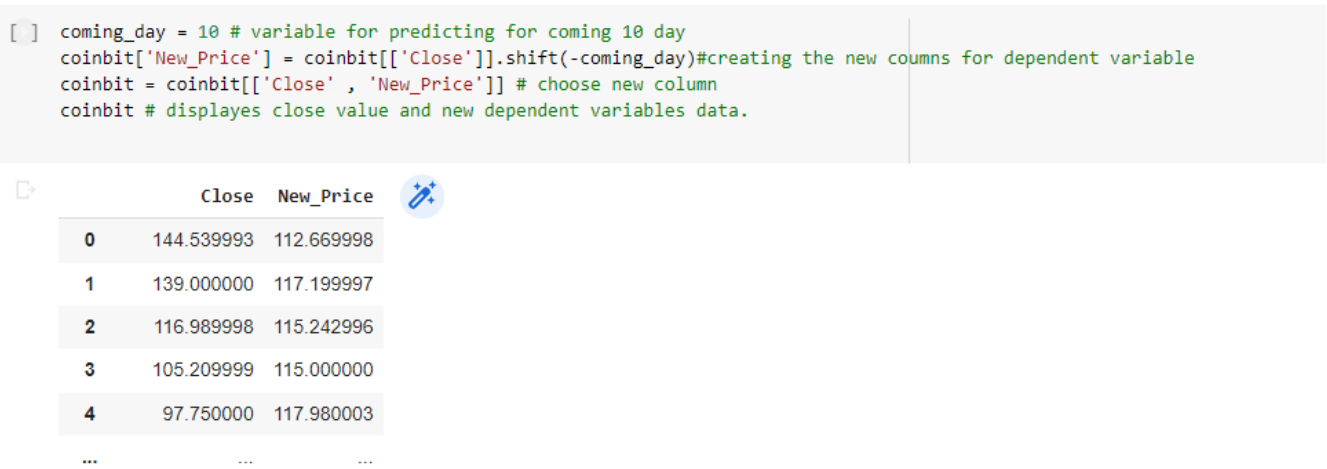 [ ] coming_day = 10 # variable for predicting for coming 10 day
coinbit['New_Price'] = coinbit[['Close']].shift(-coming_day)#creating the new coumns for dependent variable
coinbit = coinbit[['Close' , 'New_Price']] # choose new column
coinbit # displayes close value and new dependent variables data.
Close New_Price
0 144.539993 112.669998
1 139.000000 117.199997
2 116.989998 115.242996
3 105.209999 115.000000
4 97.750000 117.980003
... ... ...